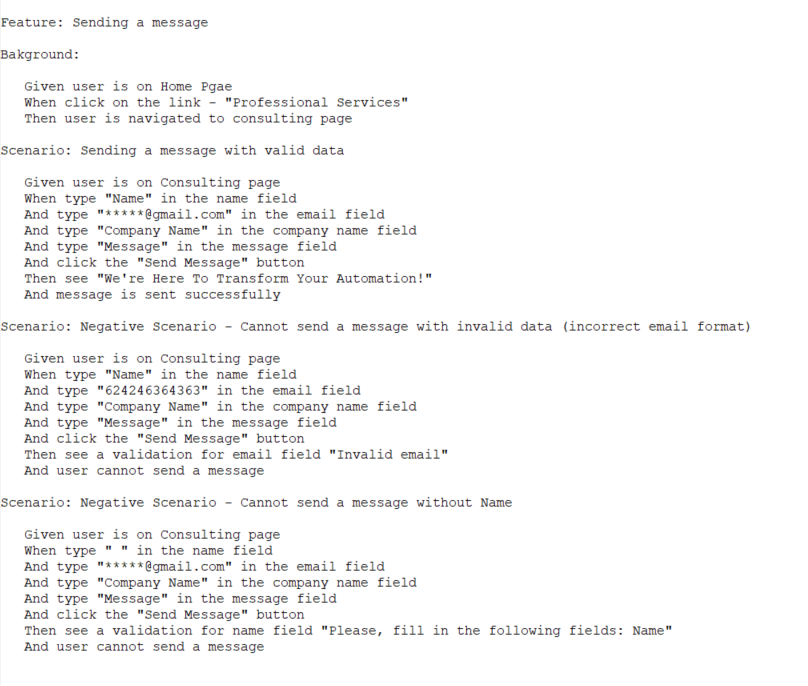 Feature: Sending a message
Bakground:
Given user is on Home Pgae
When click on the link - "Professional Services"
Then user is navigated to consulting page
Scenario: Sending a message with valid data
Given user is on Consulting page
When type "Name" in the name field
And type "*****@gmail.com" in the email field
And type "Company Name" in the company name field
And type "Message" in the message field
And click the "Send Message" button
Then see "We're Here To Transform Your Automation!"
And message is sent successfully
Scenario: Negative Scenario - Cannot send a message with invalid data (incorrect email format)
Given user is on Consulting page
When type "Name" in the name field
And type "624246364363" in the email field
And type "Company Name" in the company name field
And type "Message" in the message field
And click the "Send Message" button
Then see a validation for email field "Invalid email"
And user cannot send a message
Scenario: Negative Scenario - Cannot send a message without Name
Given user is on Consulting page
When type " " in the name field
And type "*****@gmail.com" in the email field
And type "Company Name" in the company name field
And type "Message" in the message field
And click the "Send Message" button
Then see a validation for name field "Please, fill in the following fields: Name"
And user cannot send a message